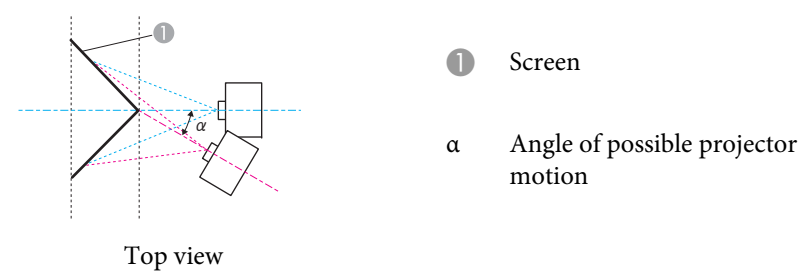 1
α
Top view
1 Screen
α Angle of possible projector
motion